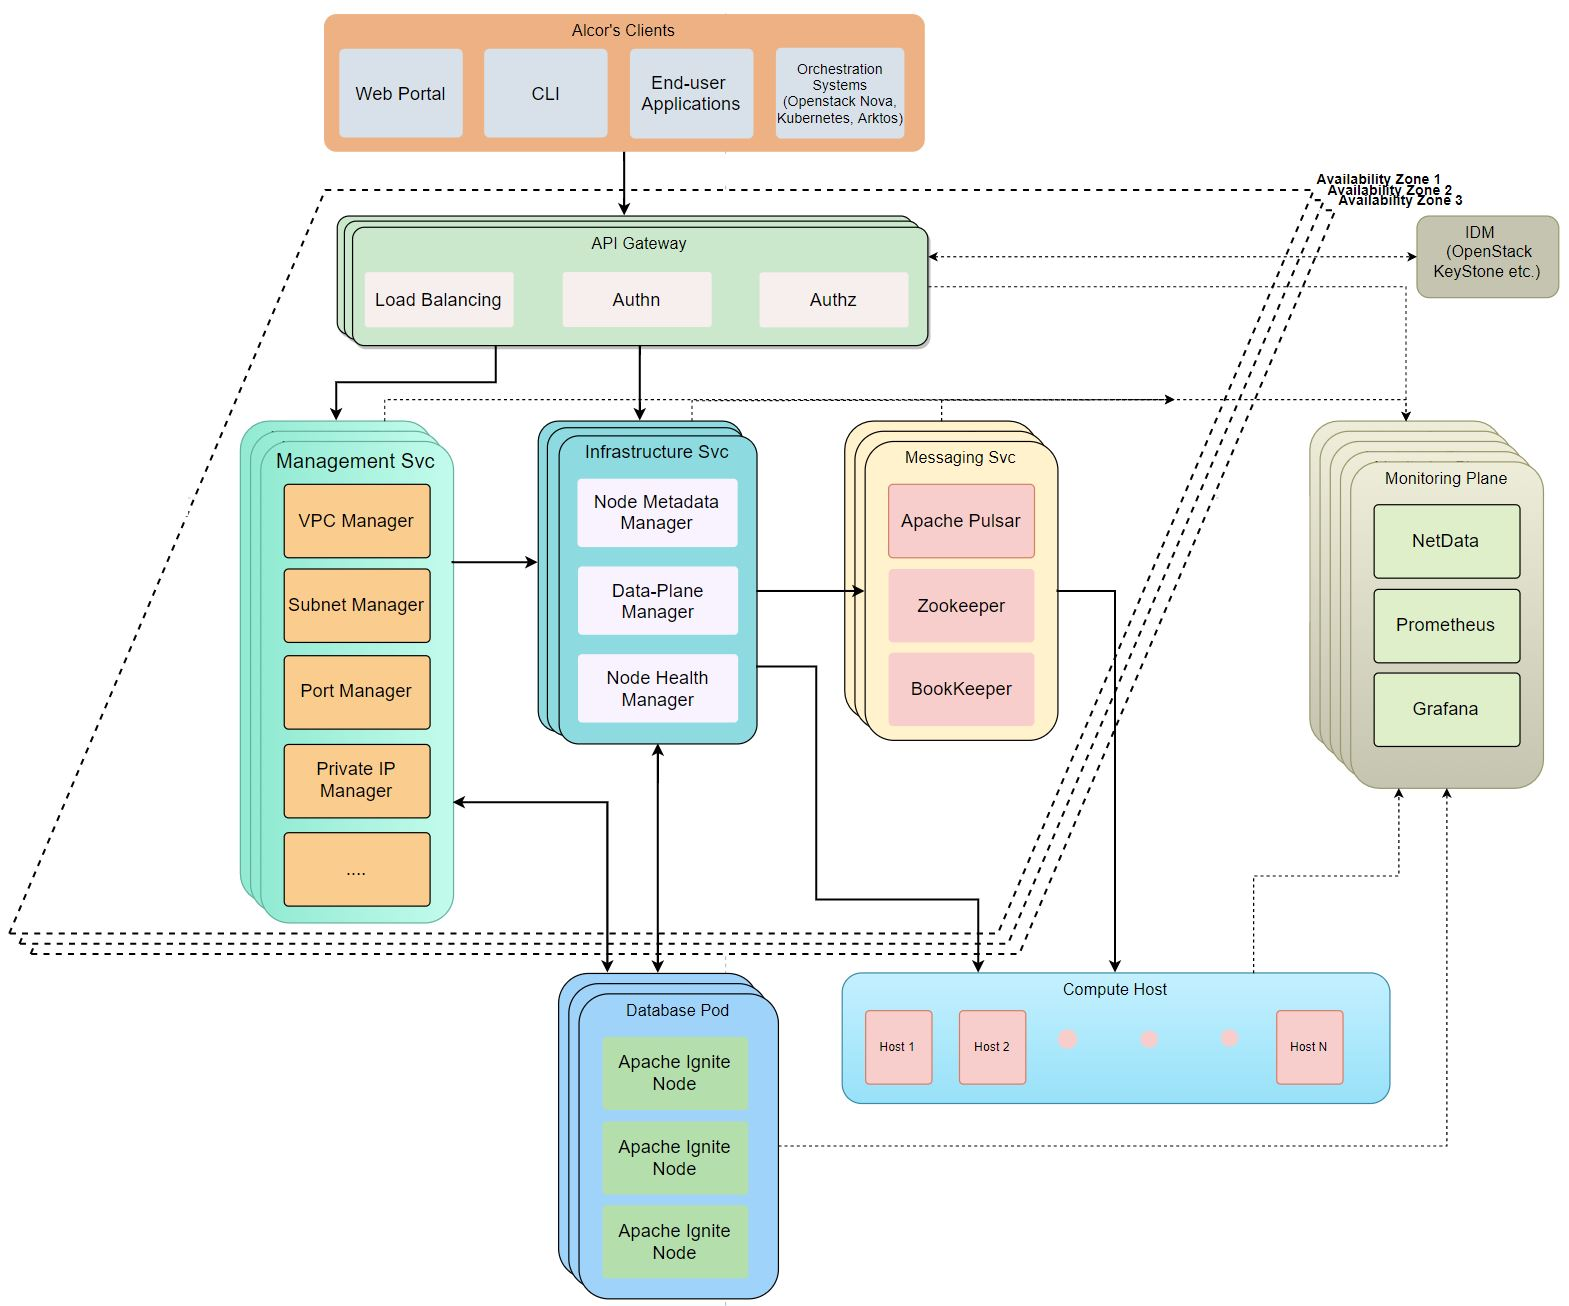 Alcor's Clients
Web Portal
CLI
End-user
Applications
Orchestration
Systems
(Openstack Nova,
Kubernetes, Arktos)
Availability Zone 1
Availability Zone 2
Availability Zone 3
API Gateway
Load Balancing
Authn
Authz
IDM
(OpenStack
KeyStone etc.)
Management Svc
VPC Manager
Subnet Manager
Port Manager
Private IP
Manager
....
Infrastructure Svc
Node Metadata
Manager
Data-Plane
Manager
Node Health
Manager
Messaging Svc
Apache Pulsar
Zookeeper
BookKeeper
Monitoring Plane
NetData
Prometheus
Grafana
Database Pod
Apache Ignite
Node
Apache Ignite
Node
Apache Ignite
Node
Compute Host
Host 1
Host 2
Host N